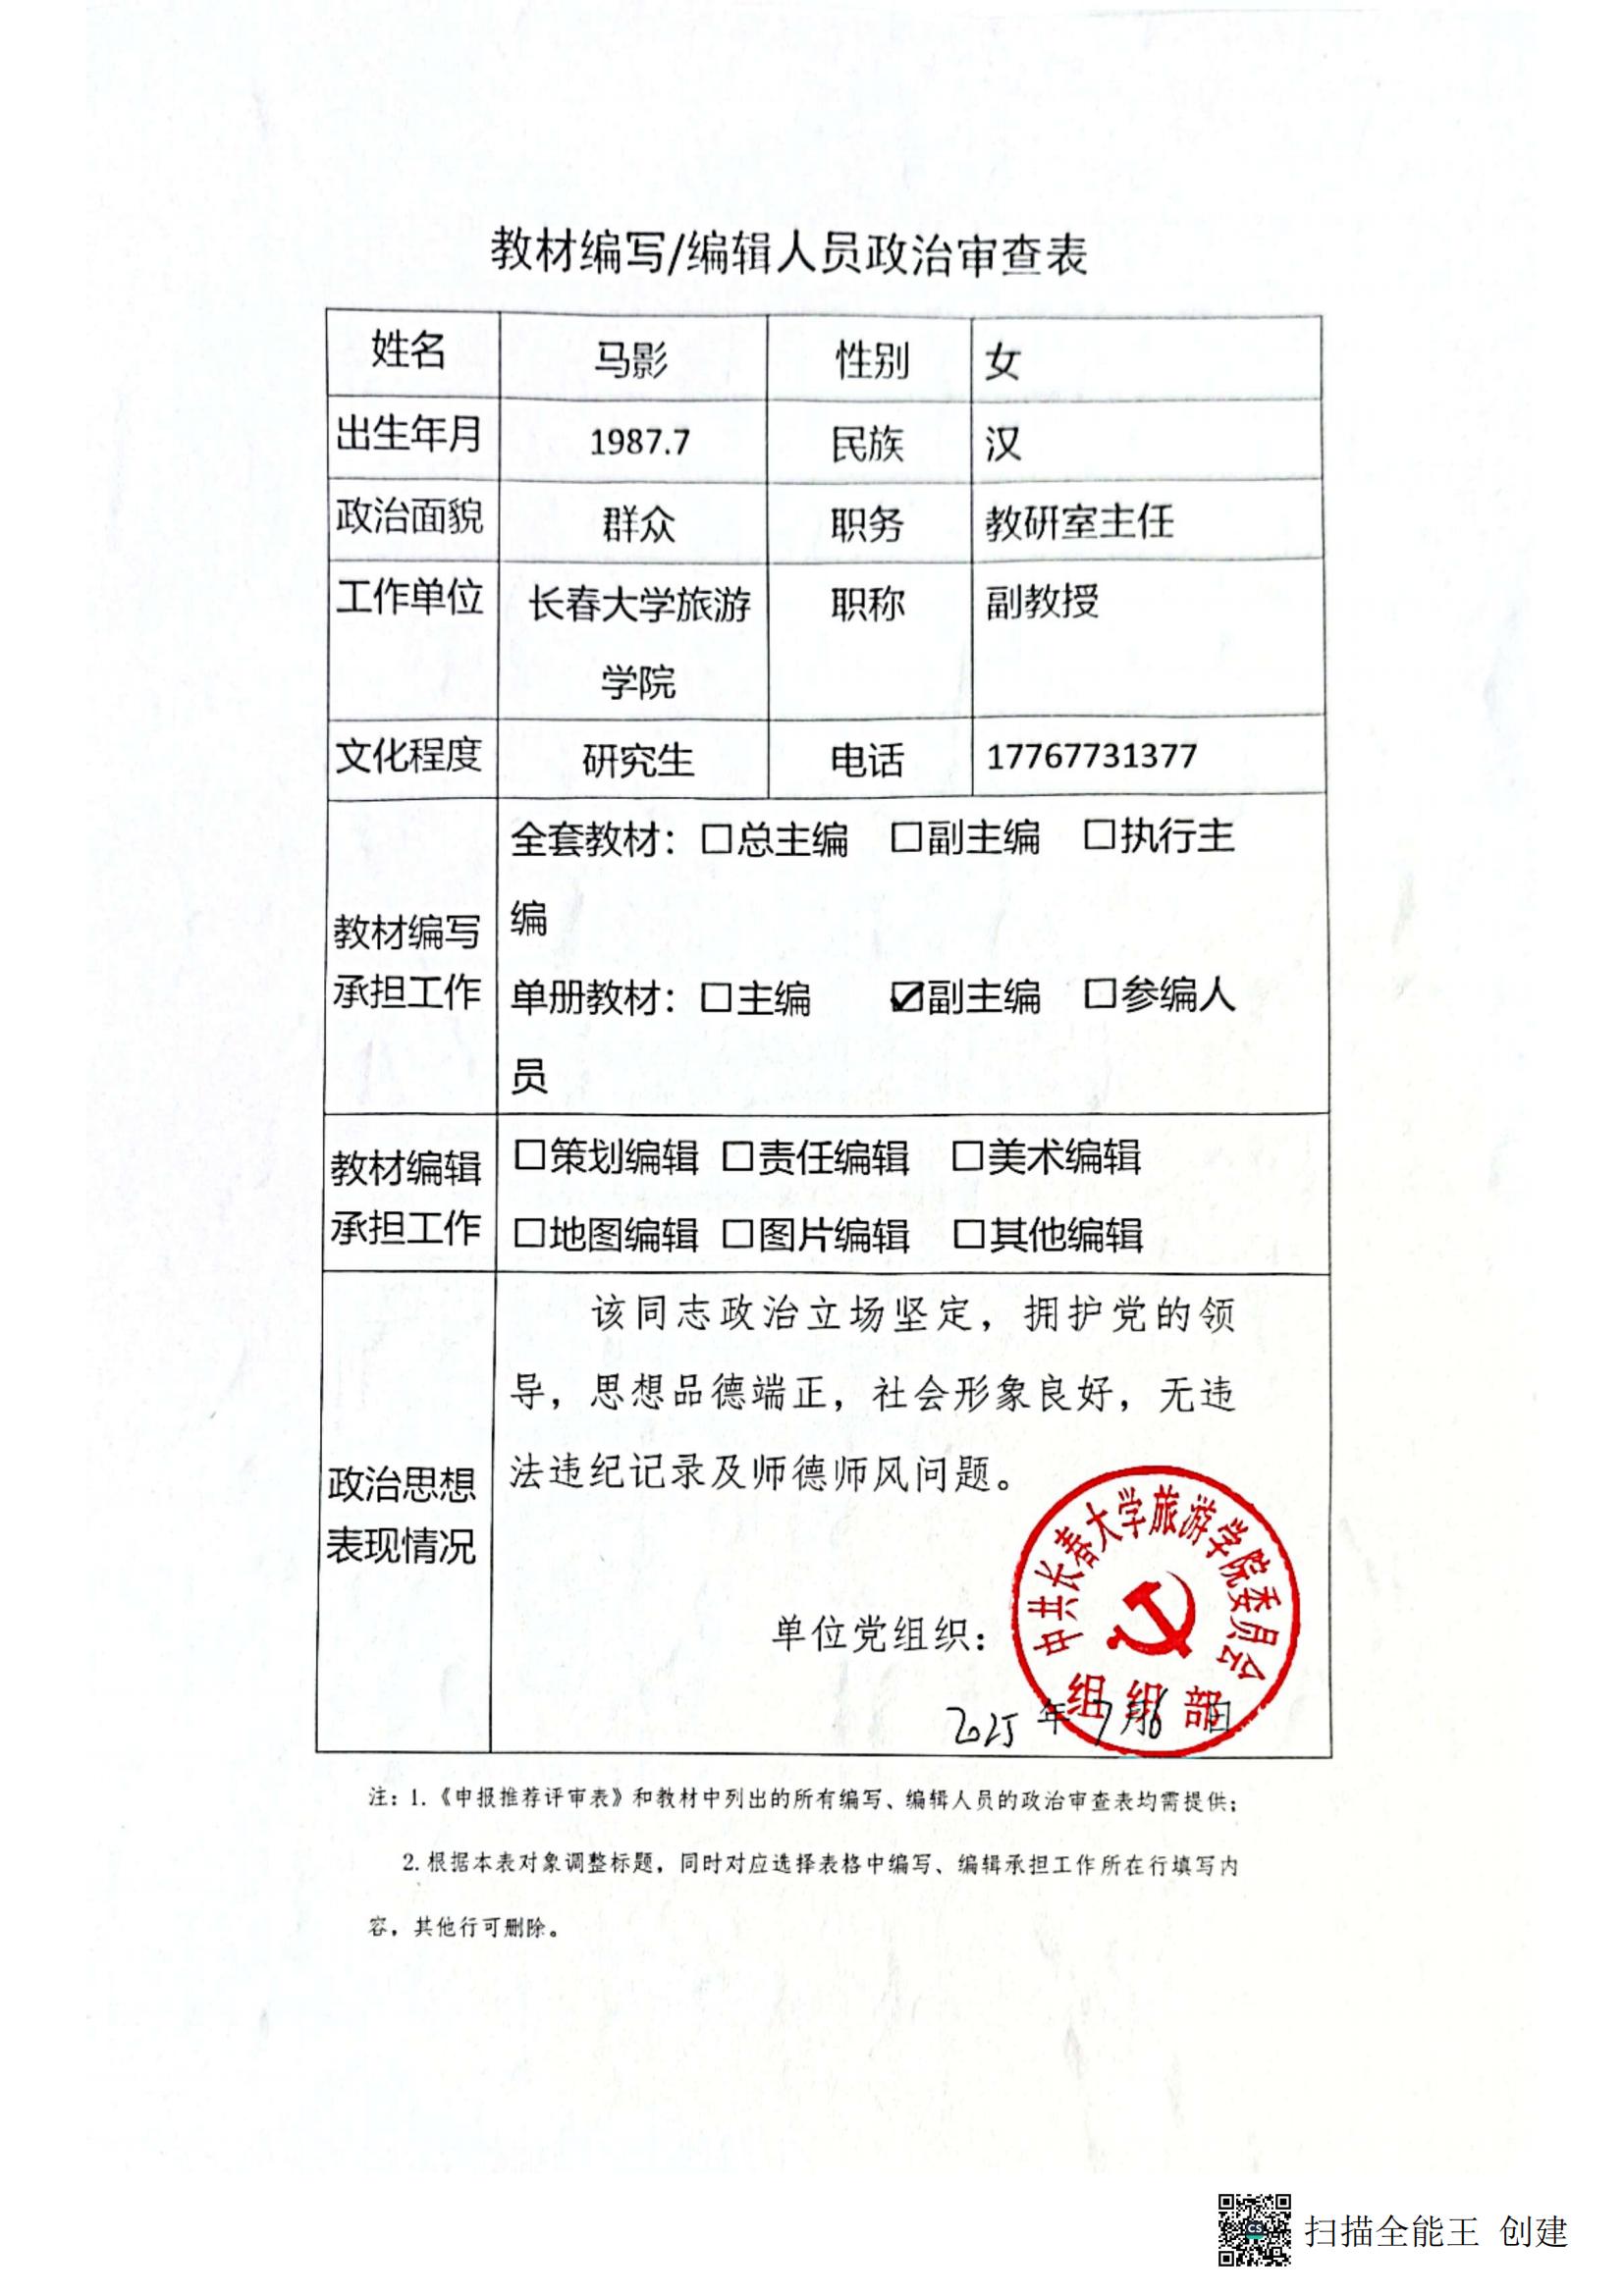 教材编写/编辑人员政治审查表
姓名 马影 性别 女
出生年月 1987.7 民族 汉
政治面貌 群众 职务 教研室主任
工作单位 长春大学旅游 职称 副教授
学院
文化程度 研究生 电话 17767731377
全套教材：☐总主编 ☐副主编 ☐执行主
编
教材编写
承担工作
单册教材：☐主编 ☑副主编 ☐参编人
员
教材编辑
承担工作
☐策划编辑 ☐责任编辑 ☐美术编辑
☐地图编辑 ☐图片编辑 ☐其他编辑
政治思想
表现情况
该同志政治立场坚定，拥护党的领
导，思想品德端正，社会形象良好，无违
法违纪记录及师德师风问题。
单位党组织：
中共长春大学旅游学院委员会
组织部
2025年7月6日
注：1.《申报推荐评审表》和教材中列出的所有编写、编辑人员的政治审查表均需提供；
2.根据本表对象调整标题，同时对应选择表格中编写、编辑承担工作所在行填写内
容，其他行可删除。
CS
扫描全能王 创建